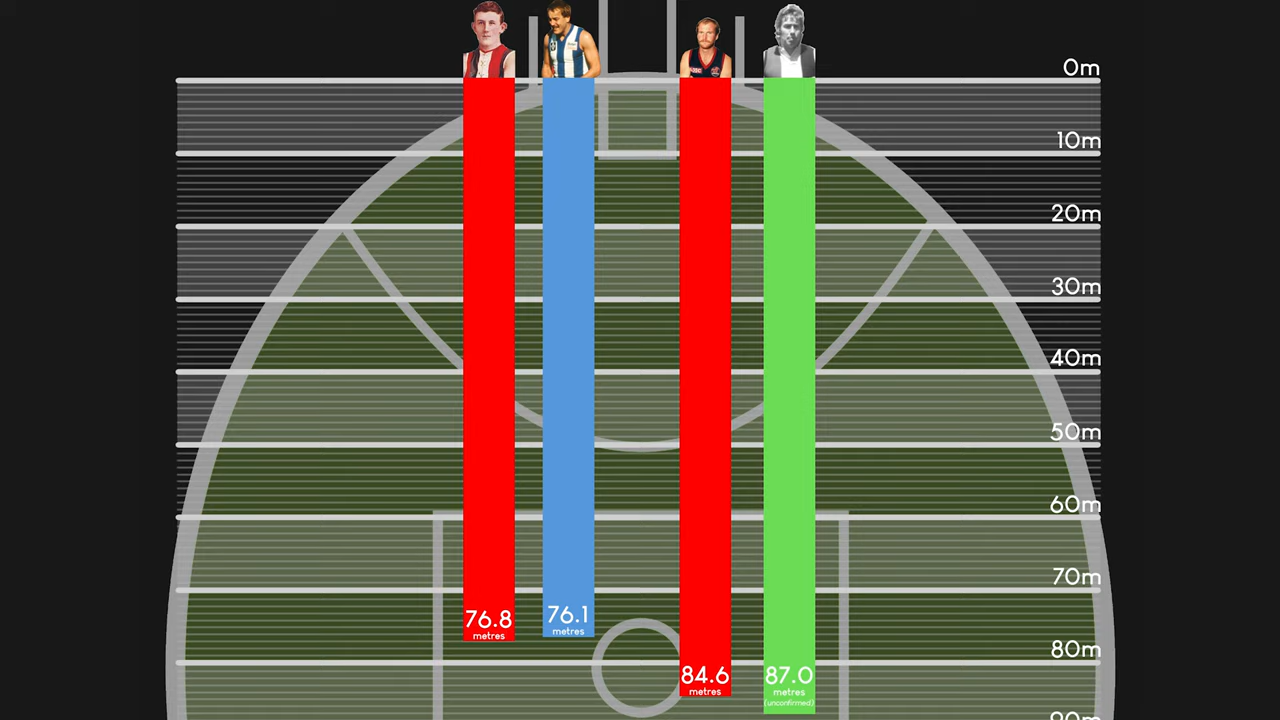 0m
10m
20m
30m
40m
50m
60m
70m
80m
90m
76.8
metres
76.1
metres
84.6
metres
87.0
metres
(unconfirmed)